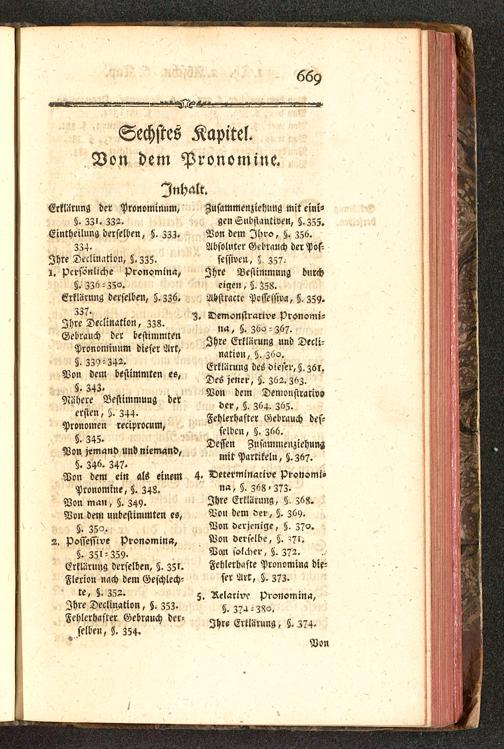 669
Sechstes Kapitel.
Von dem Pronomine.
Inhalt.
Erklärung der Pronominum,
§. 331. 332.
Eintheilung derselben, §. 333.
334.
Ihre Declination, §. 335.
1. Persönliche Pronomina,
§. 336-350.
Erklärung derselben, §. 336.
337.
Ihre Declination, 338.
Gebrauch der bestimmten
Pronominum dieser Art,
§. 339-342.
Von dem bestimmten es,
§. 343.
Nähere Bestimmung der
ersten, §. 344.
Pronomen reciprocum,
§. 345.
Von jemand und niemand,
§. 346. 347.
Von dem ein als einem
Pronomine, §. 348.
Von man, §. 349.
Von dem unbestimmten es,
§. 350.
2. Possessive Pronomina,
§. 351-359.
Erklärung derselben, §. 351.
Flexion nach dem Geschlech-
te, §. 352.
Ihre Declination, §. 353.
Fehlerhafter Gebrauch der-
selben, §. 354.
Zusammenziehung mit eini-
gen Substantiven, §. 355.
Von dem Ihro, §. 356.
Absoluter Gebrauch der Pos-
sessiven, §. 357.
Ihre Bestimmung durch
eigen, §. 358.
Abstracte Possessiva, §. 359.
3. Demonstrative Pronomi-
na, §. 360-367.
Ihre Erklärung und Decli-
nation, §. 360.
Erklärung des dieser, §. 361.
Des jener, §. 362. 363.
Von dem Demonstrativo
der, §. 364. 365.
Fehlerhafter Gebrauch des-
selben, §. 366.
Dessen Zusammenziehung
mit Partikeln, §. 367.
4. Determinative Pronomi-
na, §. 368-373.
Ihre Erklärung, §. 368.
Von dem der, §. 369.
Von derjenige, §. 370.
Von derselbe, §. 371.
Von solcher, §. 372.
Fehlerhafte Pronomina die-
ser Art, §. 373.
5. Relative Pronomina,
§. 374-380.
Ihre Erklärung, §. 374.
Von